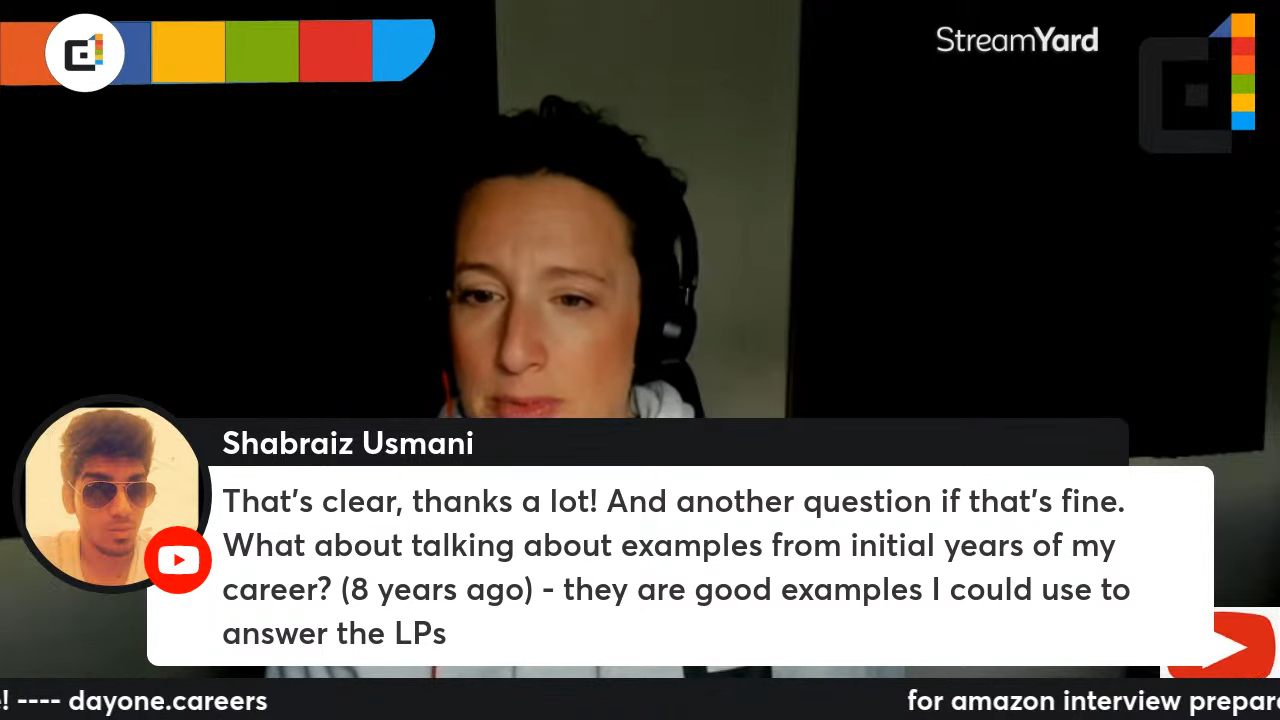 StreamYard
Shabraiz Usmani
That's clear, thanks a lot! And another question if that's fine.
What about talking about examples from initial years of my
career? (8 years ago) - they are good examples I could use to
answer the LPs
e! ---- dayone.careers
for amazon interview prepar